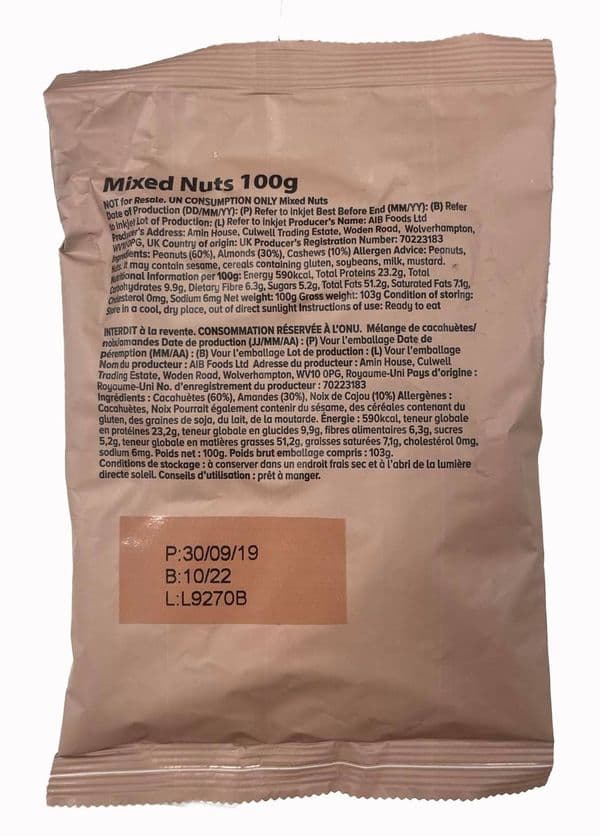 Mixed Nuts 100g
NOT for Resale. UN CONSUMPTION ONLY Mixed Nuts
Date of Production (DD/MM/YY): (P) Refer to inkjet Best Before End (MM/YY): (B) Refer
to inkjet Lot of Production: (L) Refer to inkjet Producer's Name: AIB Foods Ltd
Producer's Address: Amin House, Culwell Trading Estate, Woden Road, Wolverhampton,
WV10 0PG, UK Country of origin: UK Producer's Registration Number: 70223183
Ingredients: Peanuts (60%), Almonds (30%), Cashews (10%) Allergen Advice: Peanuts,
Nuts. It may contain sesame, cereals containing gluten, soybeans, milk, mustard.
Nutritional Information per 100g: Energy 590kcal, Total Proteins 23.2g, Total
Carbohydrates 9.9g, Dietary Fibre 6.3g, Sugars 5.2g, Total Fats 51.2g, Saturated Fats 7.1g,
Cholesterol 0mg, Sodium 6mg Net weight: 100g Gross weight: 103g Condition of storing:
Store in a cool, dry place, out of direct sunlight Instructions of use: Ready to eat
INTERDIT à la revente. CONSOMMATION RÉSERVÉE À L'ONU. Mélange de cacahuètes/
noix/amandes Date de production (JJ/MM/AA) : (P) Vour l'emballage Date de
péremption (MM/AA) : (B) Vour l'emballage Lot de production : (L) Vour l'emballage
Nom du producteur : AIB Foods Ltd Adresse du producteur : Amin House, Culwell
Trading Estate, Woden Road, Wolverhampton, WV10 0PG, Royaume-Uni Pays d'origine :
Royaume-Uni No. d'enregistrement du producteur : 70223183
Ingrédients : Cacahuètes (60%), Amandes (30%), Noix de Cajou (10%) Allergènes :
Cacahuètes, Noix Pourrait également contenir du sésame, des céréales contenant du
gluten, des graines de soja, du lait, de la moutarde. Énergie : 590kcal, teneur globale
en protéines 23,2g, teneur globale en glucides 9,9g, fibres alimentaires 6,3g, sucres
5,2g, teneur globale en matières grasses 51,2g, graisses saturées 7,1g, cholestérol 0mg,
sodium 6mg. Poids net : 100g. Poids brut emballage compris : 103g.
Conditions de stockage : à conserver dans un endroit frais sec et à l'abri de la lumière
directe soleil. Conseils d'utilisation : prêt à manger.
P:30/09/19
B:10/22
L:L9270B